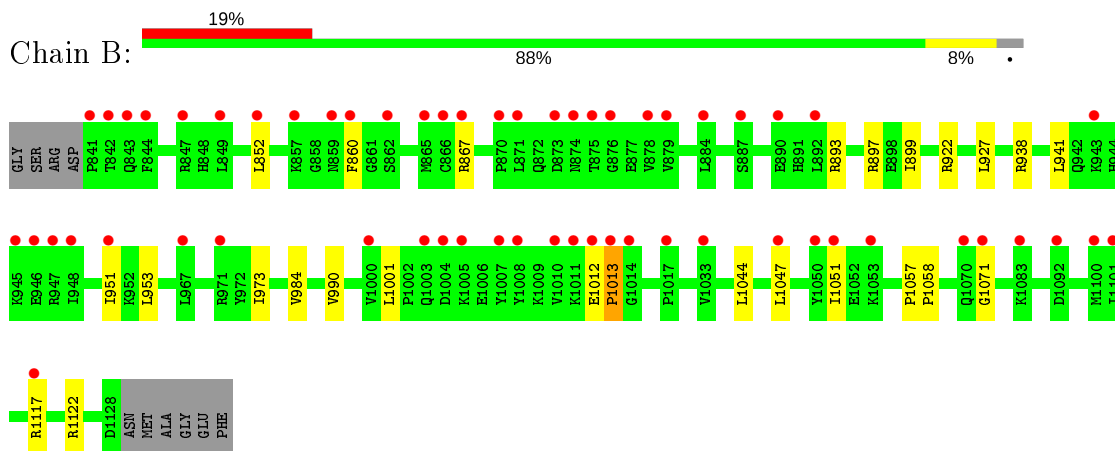 19%
Chain B:
88% 8% •
GLY SER ARG ASP P841 T842 Q843 F844 R847 H848 L849 L852 K857 G858 N859 F860 G861 S862 M865 C866 R867 P870 L871 Q872 D873 N874 T875 G876 E877 V878 V879 L884 S887 E890 H891 L892 R893 R897 E898 I899 R922 L927 R938 L941 Q942 K943
K945 E946 R947 I948 I951 K952 L953 L967 R971 Y972 I973 V984 V990 V1000 L1001 P1002 Q1003 D1004 K1005 E1006 Y1007 Y1008 K1009 V1010 K1011 E1012 P1013 G1014 P1017 V1033 L1044 L1047 Y1050 I1051 E1052 K1053 P1057 P1058 Q1070 G1071 K1083 D1092 M1100
R1117 R1122 D1128 ASN MET ALA GLY GLU PHE